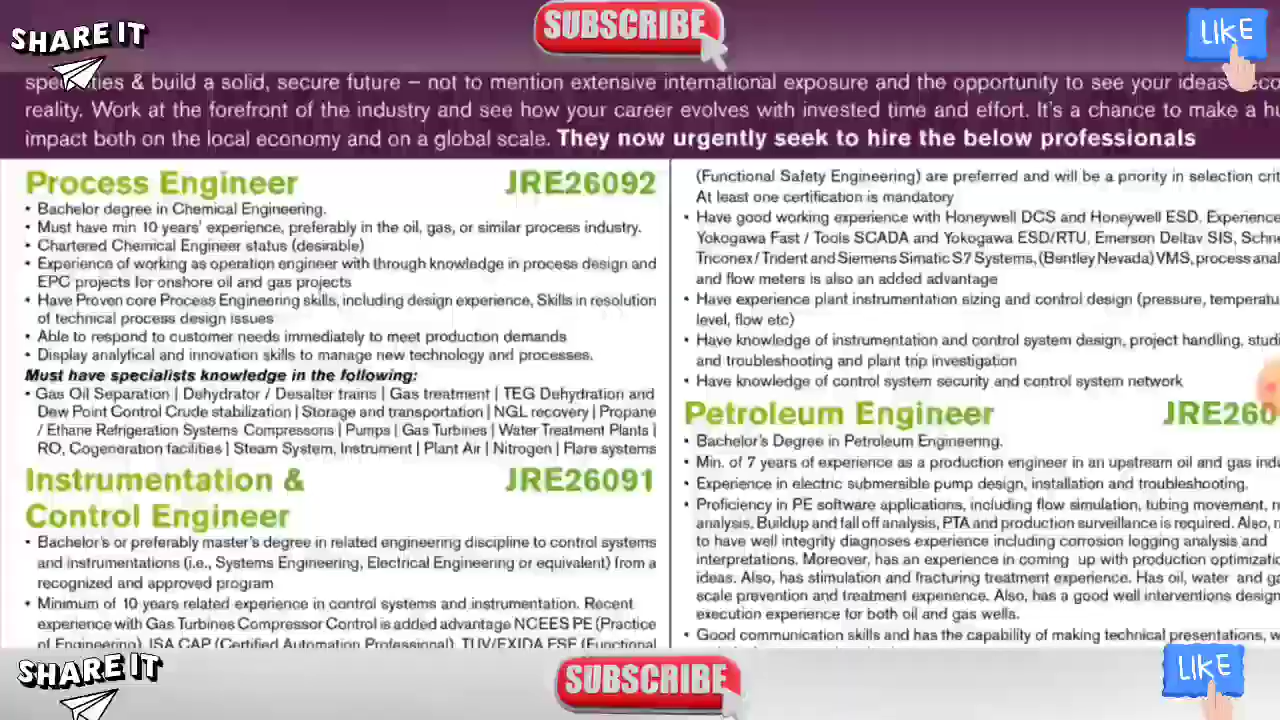 SHARE IT
SUBSCRIBE
LIKE
& build a solid, secure future – not to mention extensive international exposure and the opportunity to see your ideas
reality. Work at the forefront of the industry and see how your career evolves with invested time and effort. It's a chance to make a
impact both on the local economy and on a global scale. They now urgently seek to hire the below professionals
Process Engineer JRE26092
• Bachelor degree in Chemical Engineering.
• Must have min 10 years' experience, preferably in the oil, gas, or similar process industry.
• Chartered Chemical Engineer status (desirable)
• Experience of working as operation engineer with through knowledge in process design and
EPC projects for onshore oil and gas projects
• Have Proven core Process Engineering skills, including design experience, Skills in resolution
of technical process design issues
• Able to respond to customer needs immediately to meet production demands
• Display analytical and innovation skills to manage new technology and processes.
Must have specialists knowledge in the following:
• Gas Oil Separation | Dehydrator / Desalter trains | Gas treatment | TEG Dehydration and
Dew Point Control Crude stabilization | Storage and transportation | NGL recovery | Propane
/ Ethane Refrigeration Systems Compressors | Pumps | Gas Turbines | Water Treatment Plants |
RO, Cogeneration facilities | Steam System, Instrument | Plant Air | Nitrogen | Flare systems
Instrumentation & JRE26091
Control Engineer
• Bachelor's or preferably master's degree in related engineering discipline to control systems
and instrumentations (i.e., Systems Engineering, Electrical Engineering or equivalent) from a
recognized and approved program
• Minimum of 10 years related experience in control systems and instrumentation. Recent
experience with Gas Turbines Compressor Control is added advantage NCEES PE (Practice
of Engineering), ISA CAP (Certified Automation Professional), TUV/EXIDA FSE (Functional
(Functional Safety Engineering) are preferred and will be a priority in selection
At least one certification is mandatory
• Have good working experience with Honeywell DCS and Honeywell ESD. Experience
Yokogawa Fast / Tools SCADA and Yokogawa ESD/RTU, Emerson Deltav SIS,
Triconex / Trident and Siemens Simatic S7 Systems, (Bently Nevada) VMS, process
and flow meters is also an added advantage
• Have experience plant instrumentation sizing and control design (pressure,
level, flow etc)
• Have knowledge of instrumentation and control system design, project handling,
and troubleshooting and plant trip investigation
• Have knowledge of control system security and control system network
Petroleum Engineer JRE260
• Bachelor's Degree in Petroleum Engineering.
• Min. of 7 years of experience as a production engineer in an upstream oil and gas
• Experience in electric submersible pump design, installation and troubleshooting.
• Proficiency in PE software applications, including flow simulation, tubing movement,
analysis, Buildup and fall off analysis, PTA and production surveillance is required. Also,
to have well integrity diagnoses experience including corrosion logging analysis and
interpretations. Moreover, has an experience in coming up with production
ideas. Also, has stimulation and fracturing treatment experience. Has oil, water and
scale prevention and treatment experience. Also, has a good well interventions design
execution experience for both oil and gas wells.
• Good communication skills and has the capability of making technical presentations,
SHARE IT
SUBSCRIBE
LIKE